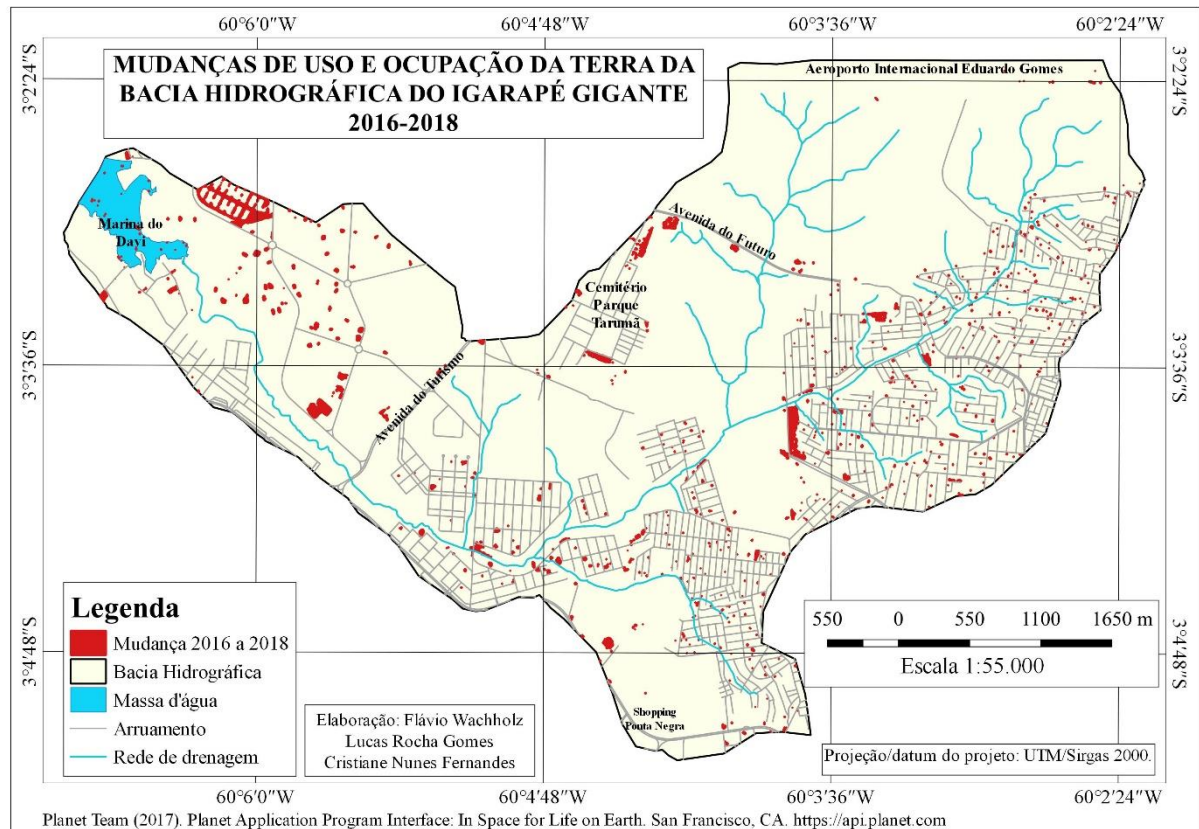 60°6'0"W
60°4'48"W
60°3'36"W
60°2'24"W
3°2'24"S
3°2'24"S
MUDANÇAS DE USO E OCUPAÇÃO DA TERRA DA
BACIA HIDROGRÁFICA DO IGARAPÉ GIGANTE
2016-2018
Aeroporto Internacional Eduardo Gomes
Marina do
Davi
Avenida do Futuro
Cemitério
Parque
Tarumã
3°3'36"S
3°3'36"S
Avenida do Turismo
Legenda
Mudança 2016 a 2018
Bacia Hidrográfica
Massa d'água
Arruamento
Rede de drenagem
Elaboração: Flávio Wachholz
Lucas Rocha Gomes
Cristiane Nunes Fernandes
Shopping
Ponta Negra
550 0 550 1100 1650 m
Escala 1:55.000
3°4'48"S
3°4'48"S
Projeção/datum do projeto: UTM/Sirgas 2000.
60°6'0"W
60°4'48"W
60°3'36"W
60°2'24"W
Planet Team (2017). Planet Application Program Interface: In Space for Life on Earth. San Francisco, CA. https://api.planet.com